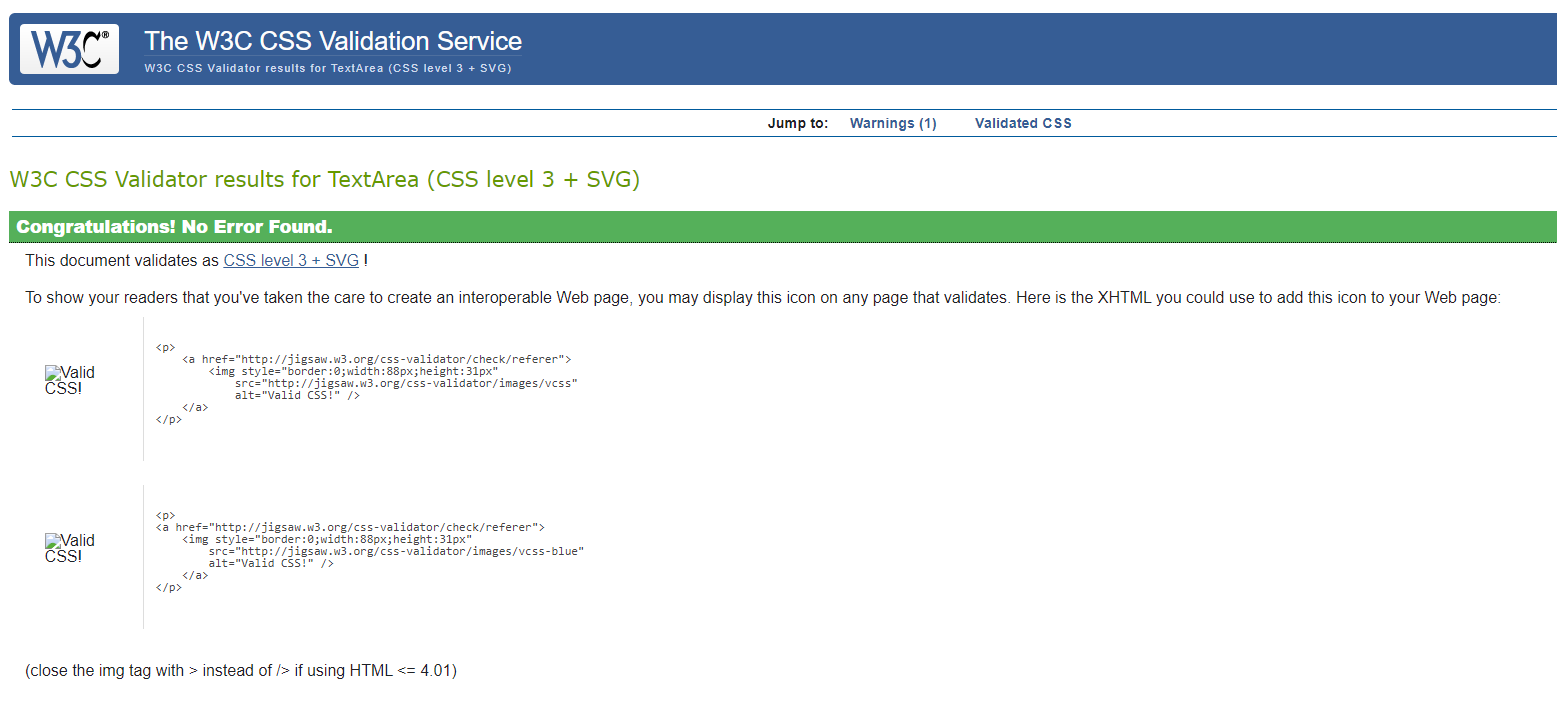 W3C® The W3C CSS Validation Service
W3C CSS Validator results for TextArea (CSS level 3 + SVG)
Jump to: Warnings (1) Validated CSS
W3C CSS Validator results for TextArea (CSS level 3 + SVG)
Congratulations! No Error Found.
This document validates as CSS level 3 + SVG !
To show your readers that you've taken the care to create an interoperable Web page, you may display this icon on any page that validates. Here is the XHTML you could use to add this icon to your Web page:
Valid
CSS!
<p>
<a href="http://jigsaw.w3.org/css-validator/check/referer">
<img style="border:0;width:88px;height:31px"
src="http://jigsaw.w3.org/css-validator/images/vcss"
alt="Valid CSS!" />
</a>
</p>
Valid
CSS!
<p>
<a href="http://jigsaw.w3.org/css-validator/check/referer">
<img style="border:0;width:88px;height:31px"
src="http://jigsaw.w3.org/css-validator/images/vcss-blue"
alt="Valid CSS!" />
</a>
</p>
(close the img tag with > instead of /> if using HTML <= 4.01)